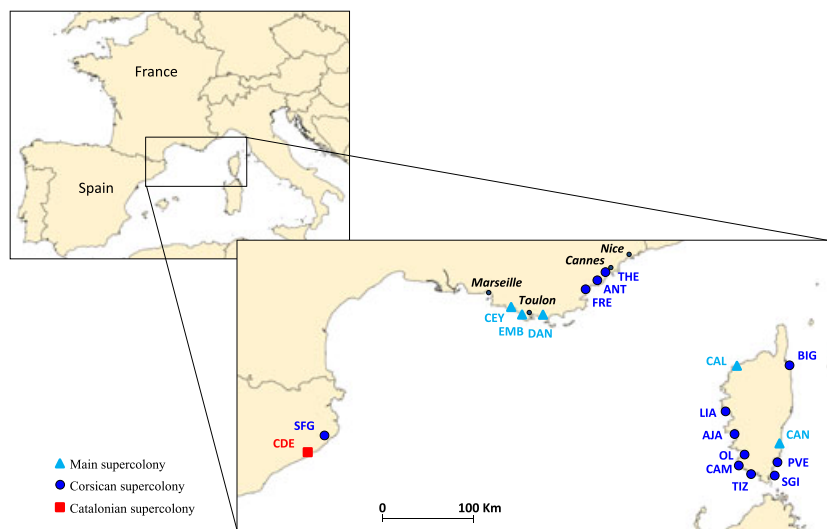 France
Spain
Nice
Cannes
THE
ANT
FRE
Marseille
Toulon
CEY
EMB
DAN
CAL
BIG
LIA
AJA
CAN
OL
PVE
CAM
TIZ
SGI
SFG
CDE
Main supercolony
Corsican supercolony
Catalonian supercolony
0 100 Km